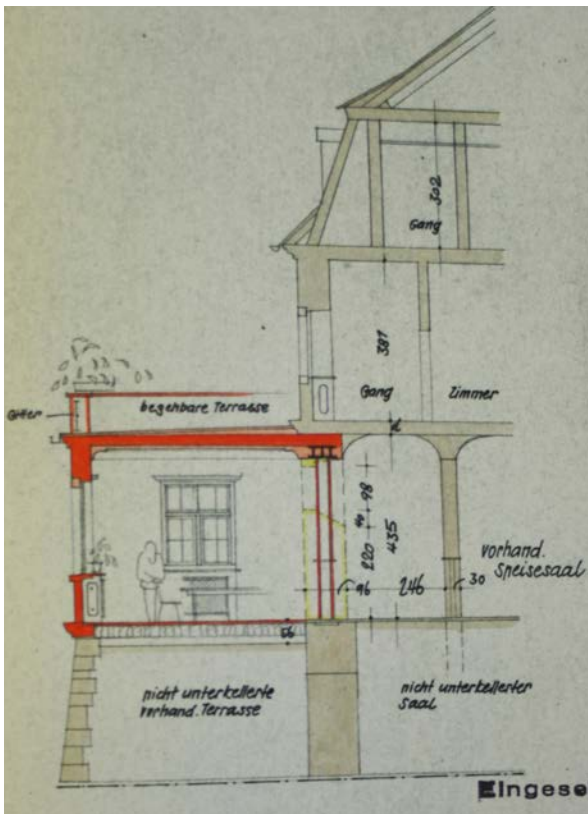 302
Gang
381
Gang
Zimmer
Gitter
begehbare Terrasse
d
98
220
435
96
246
30
vorhand.
Speisesaal
56
nicht unterkellerte
vorhand. Terrasse
nicht unterkellerter
Saal
Eingese